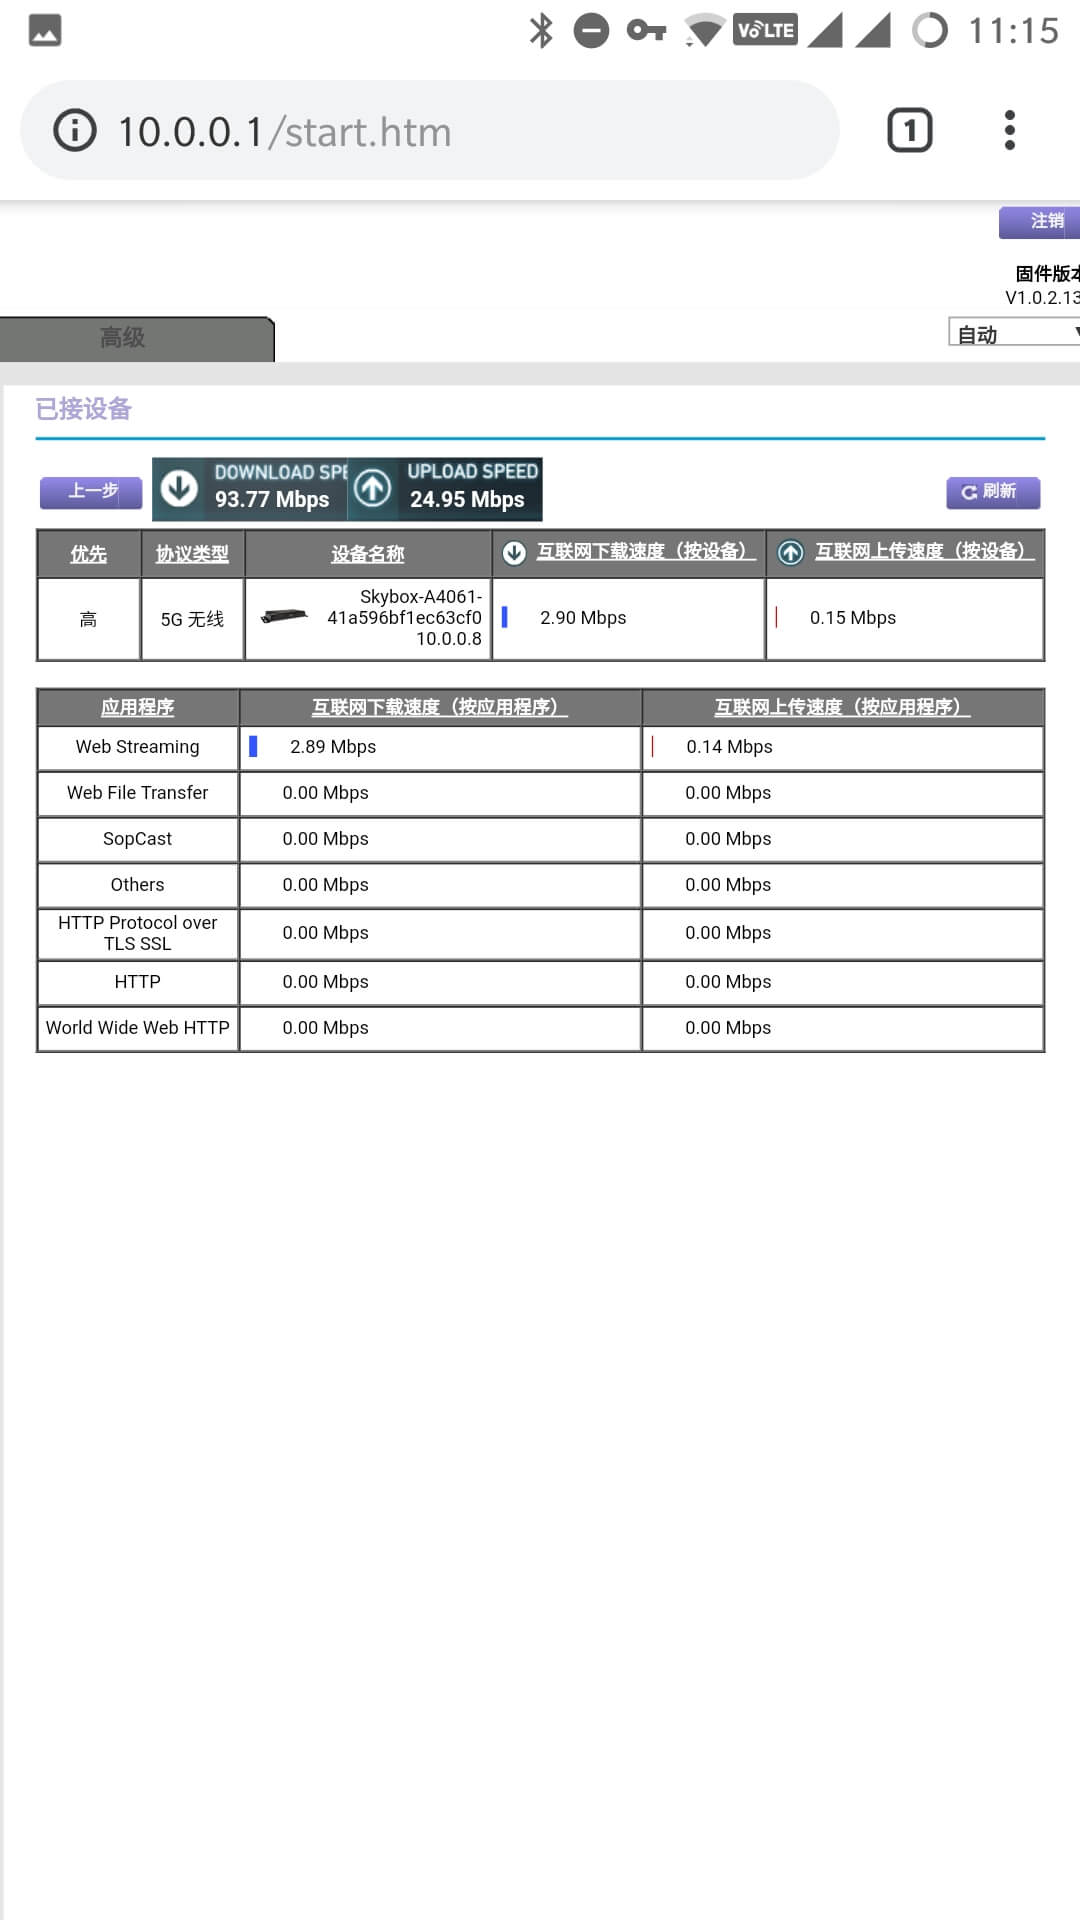 VoLTE 11:15
10.0.0.1/start.htm 1
注销
固件版本
V1.0.2.13
高级 自动
已接设备
上一步 DOWNLOAD SPE UPLOAD SPEED 刷新
93.77 Mbps 24.95 Mbps
优先 协议类型 设备名称 互联网下载速度（按设备） 互联网上传速度（按设备）
高 5G 无线 Skybox-A4061- 2.90 Mbps 0.15 Mbps
41a596bf1ec63cf0
10.0.0.8
应用程序 互联网下载速度（按应用程序） 互联网上传速度（按应用程序）
Web Streaming 2.89 Mbps 0.14 Mbps
Web File Transfer 0.00 Mbps 0.00 Mbps
SopCast 0.00 Mbps 0.00 Mbps
Others 0.00 Mbps 0.00 Mbps
HTTP Protocol over 0.00 Mbps 0.00 Mbps
TLS SSL
HTTP 0.00 Mbps 0.00 Mbps
World Wide Web HTTP 0.00 Mbps 0.00 Mbps